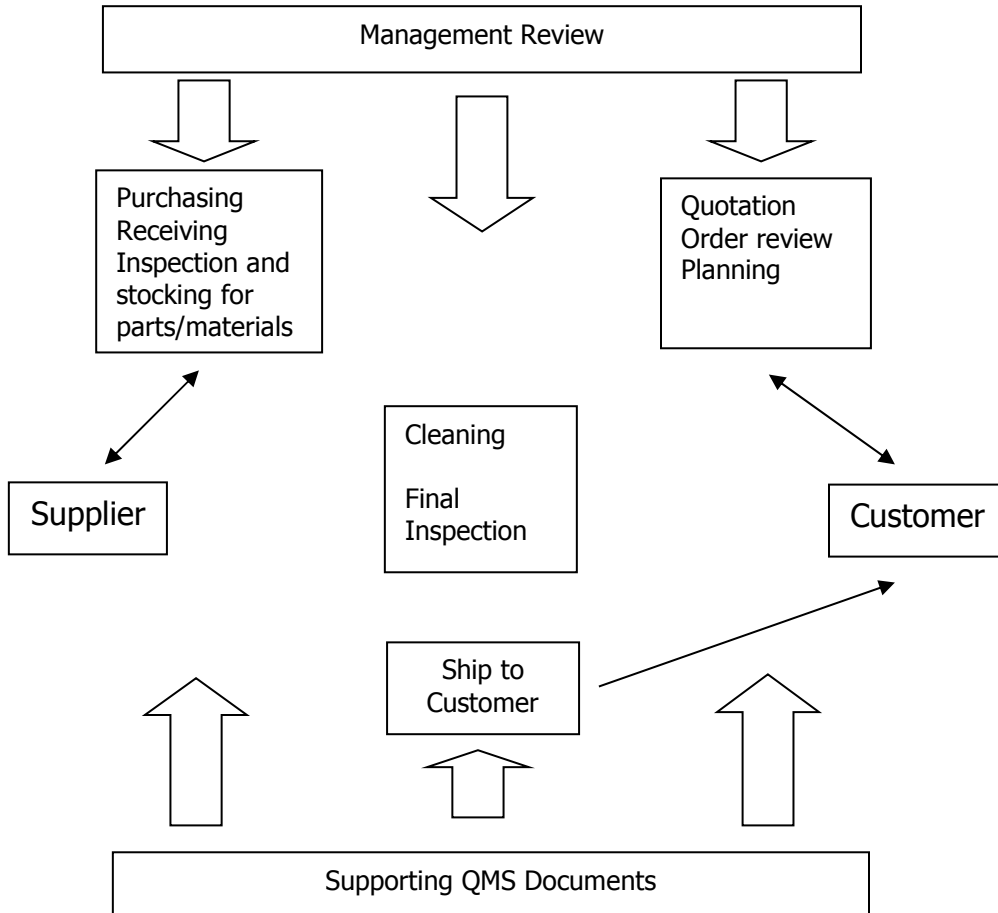 Management Review
Purchasing
Receiving
Inspection and
stocking for
parts/materials
Quotation
Order review
Planning
Cleaning
Final
Inspection
Supplier
Customer
Ship to
Customer
Supporting QMS Documents